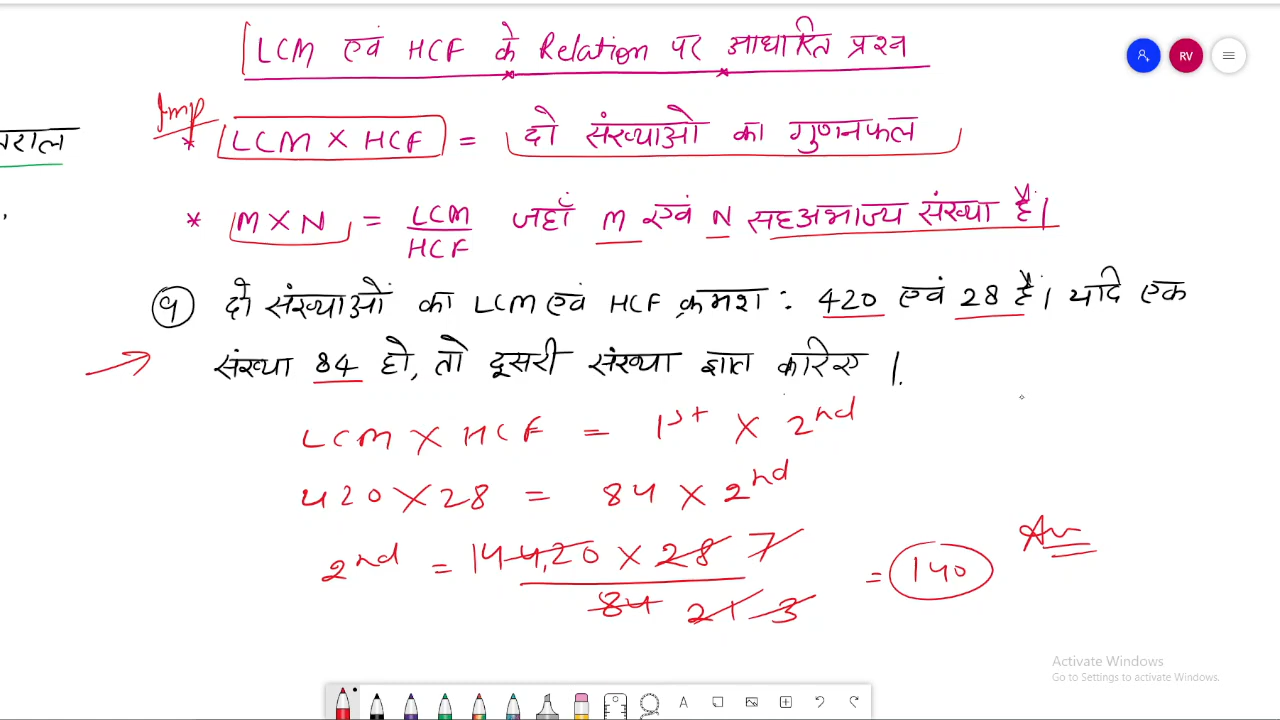 LCM एवं HCF के Relation पर आधारित प्रश्न
RV
Imp
राल
* LCM X HCF = दो संख्याओ का गुणनफल
* M X N = LCM/HCF जहाँ M एवं N सहअभाज्य संख्या है।
(9) दो संख्याओं का LCM एवं HCF क्रमश: 420 एवं 28 है। यदि एक
संख्या 84 हो, तो दूसरी संख्या ज्ञात करिए।
LCM X HCF = 1st X 2nd
420 X 28 = 84 X 2nd
2nd = 14 420 X 28 7 / 84 21 3 = 140 Ans
Activate Windows
Go to Settings to activate Windows.
A